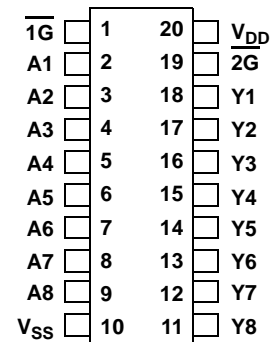 1G 1 20 VDD
A1 2 19 2G
A2 3 18 Y1
A3 4 17 Y2
A4 5 16 Y3
A5 6 15 Y4
A6 7 14 Y5
A7 8 13 Y6
A8 9 12 Y7
VSS 10 11 Y8